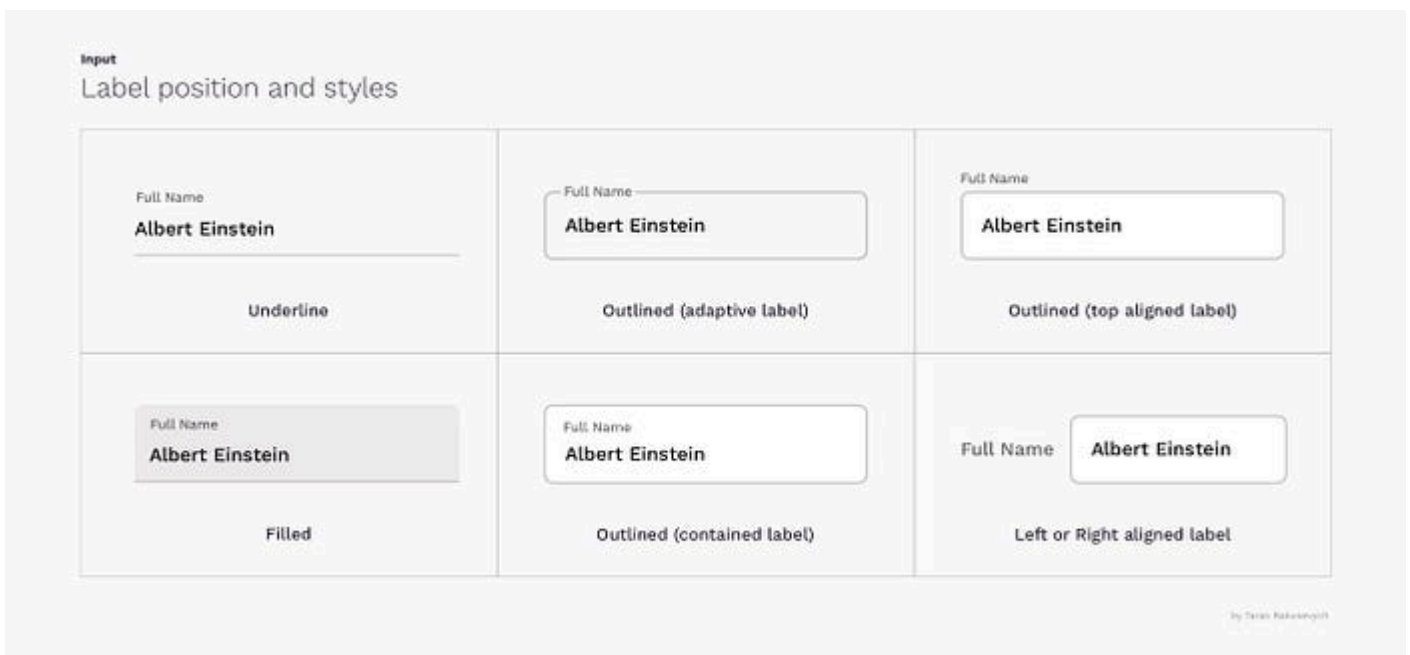 Input
Label position and styles
Full Name
Albert Einstein
Underline
Full Name
Albert Einstein
Outlined (adaptive label)
Full Name
Albert Einstein
Outlined (top aligned label)
Full Name
Albert Einstein
Filled
Full Name
Albert Einstein
Outlined (contained label)
Full Name
Albert Einstein
Left or Right aligned label
by Taras